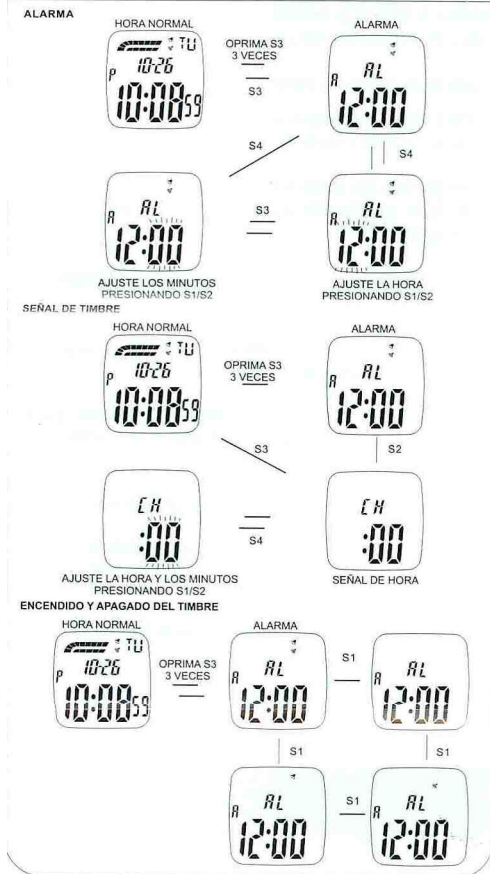 ALARMA
HORA NORMAL
ALARMA
TU
P 10-26
10:08 59
OPRIMA S3
3 VECES
S3
AL
A 12:00
S4
S4
AL
A 12:00
S3
AL
A 12:00
AJUSTE LOS MINUTOS
PRESIONANDO S1/S2
AJUSTE LA HORA
PRESIONANDO S1/S2
SEÑAL DE TIMBRE
HORA NORMAL
ALARMA
TU
P 10-26
10:08 59
OPRIMA S3
3 VECES
AL
A 12:00
S3
S2
CH
:00
S4
CH
:00
AJUSTE LA HORA Y LOS MINUTOS
PRESIONANDO S1/S2
SEÑAL DE HORA
ENCENDIDO Y APAGADO DEL TIMBRE
HORA NORMAL
ALARMA
TU
P 10-26
10:08 59
OPRIMA S3
3 VECES
AL
A 12:00
S1
AL
A 12:00
S1
S1
AL
A 12:00
S1
AL
A 12:00